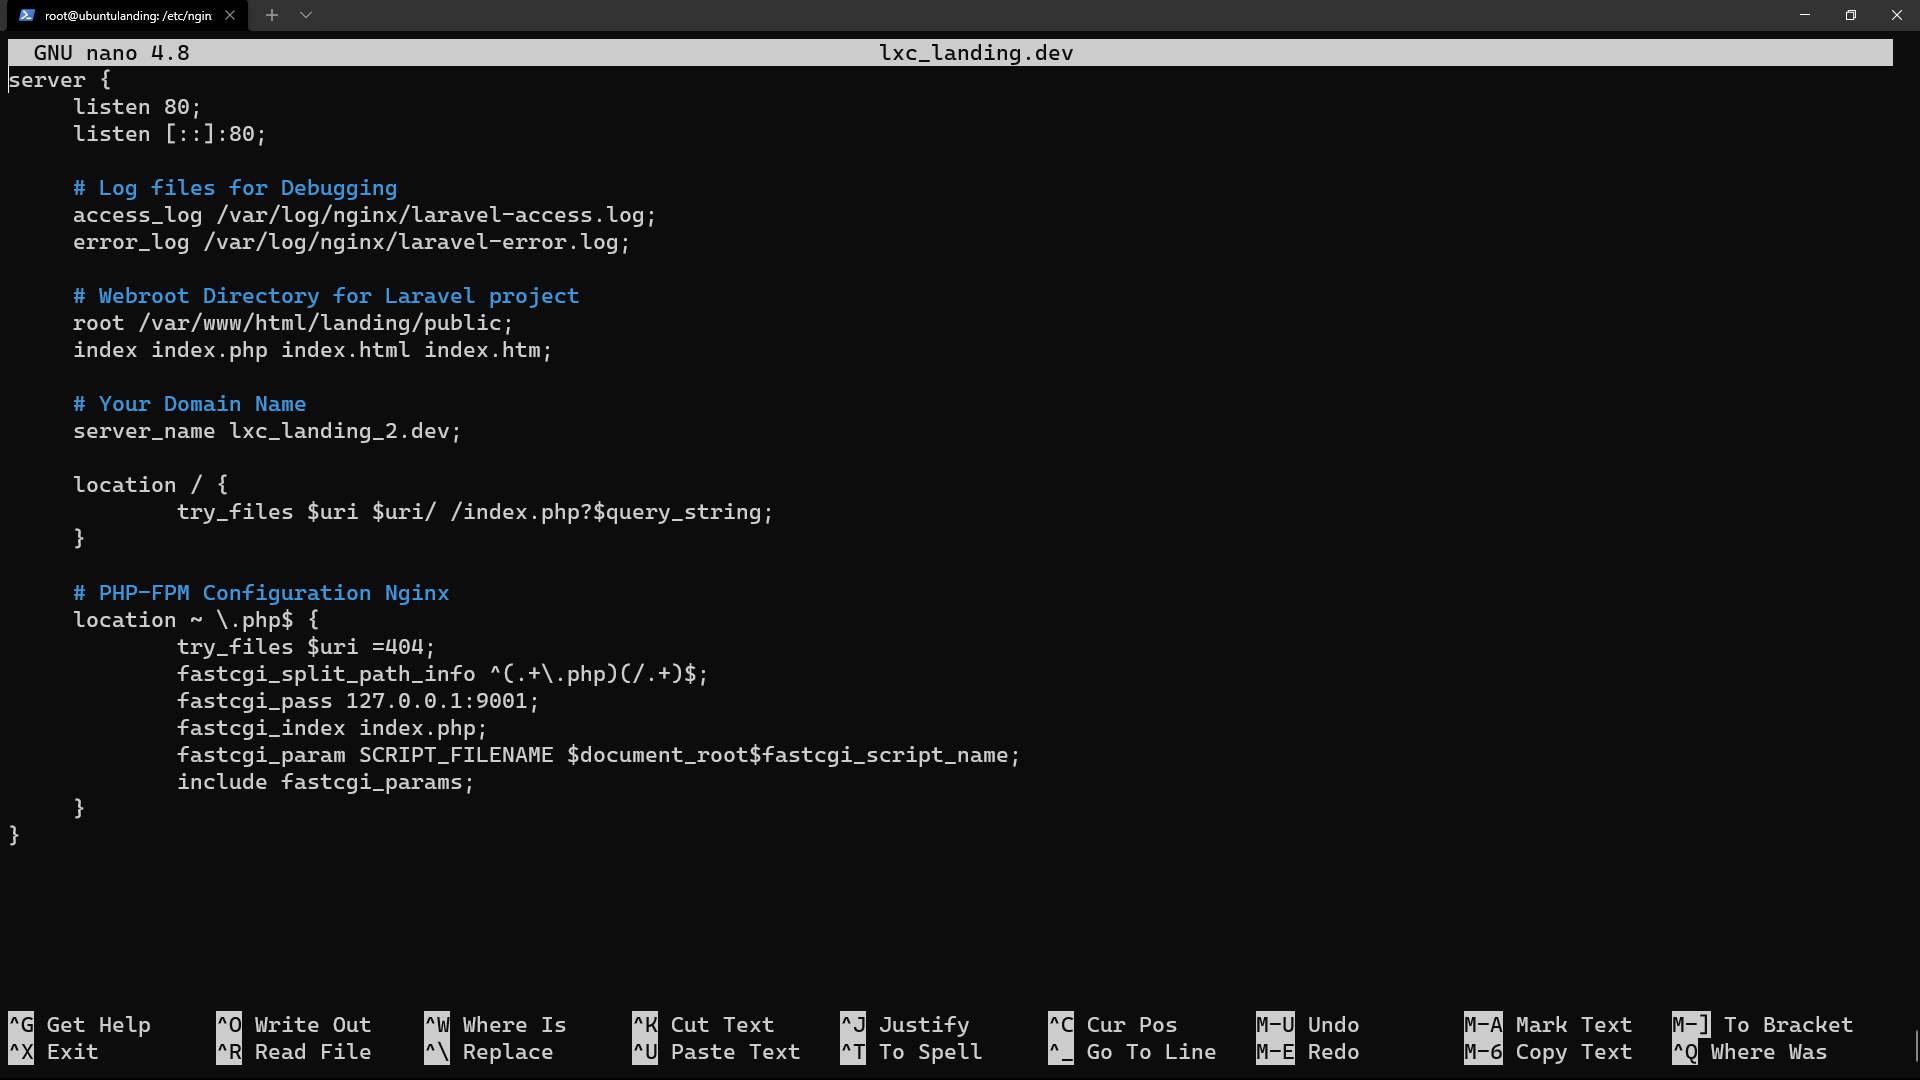 root@ubuntulanding: /etc/ngin
GNU nano 4.8 lxc_landing.dev
server {
listen 80;
listen [::]:80;
# Log files for Debugging
access_log /var/log/nginx/laravel-access.log;
error_log /var/log/nginx/laravel-error.log;
# Webroot Directory for Laravel project
root /var/www/html/landing/public;
index index.php index.html index.htm;
# Your Domain Name
server_name lxc_landing_2.dev;
location / {
try_files $uri $uri/ /index.php?$query_string;
}
# PHP-FPM Configuration Nginx
location ~ \.php$ {
try_files $uri =404;
fastcgi_split_path_info ^(.+\.php)(/.+)$;
fastcgi_pass 127.0.0.1:9001;
fastcgi_index index.php;
fastcgi_param SCRIPT_FILENAME $document_root$fastcgi_script_name;
include fastcgi_params;
}
}
^G Get Help ^O Write Out ^W Where Is ^K Cut Text ^J Justify ^C Cur Pos M-U Undo M-A Mark Text M-] To Bracket
^X Exit ^R Read File ^\ Replace ^U Paste Text ^T To Spell ^_ Go To Line M-E Redo M-6 Copy Text ^Q Where Was